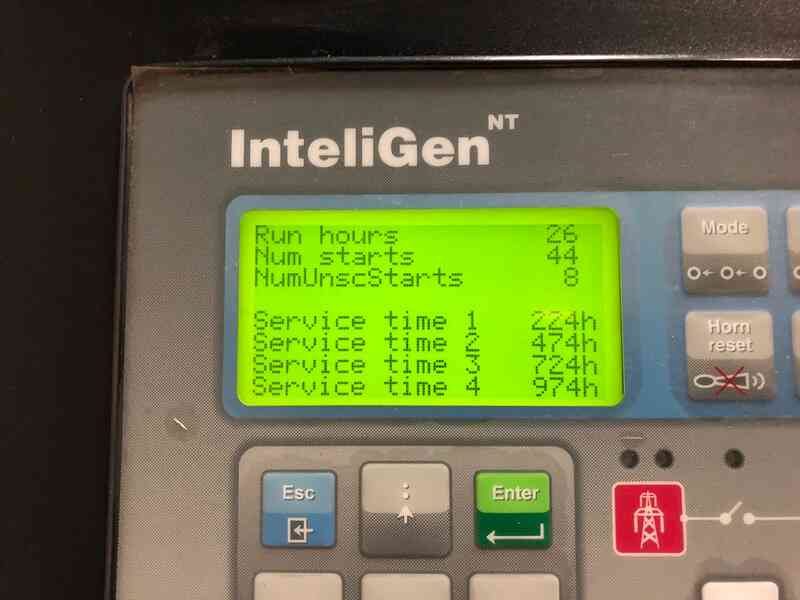 InteliGen NT
Run hours 26
Num starts 44
NumUnscStarts 8
Service time 1 224h
Service time 2 474h
Service time 3 724h
Service time 4 974h
Mode
Horn
reset
Esc
Enter